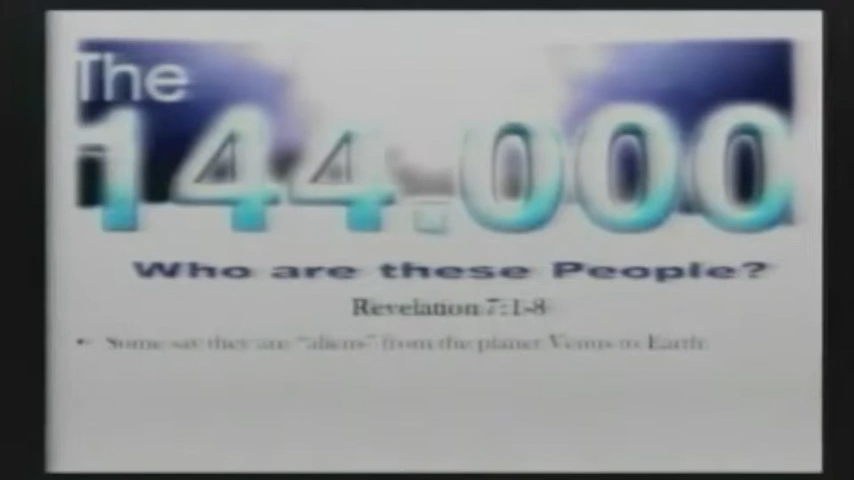 The
144.000
Who are these People?
Revelation 7:1-8
• Some say they are "aliens" from the planet Venus to Earth.